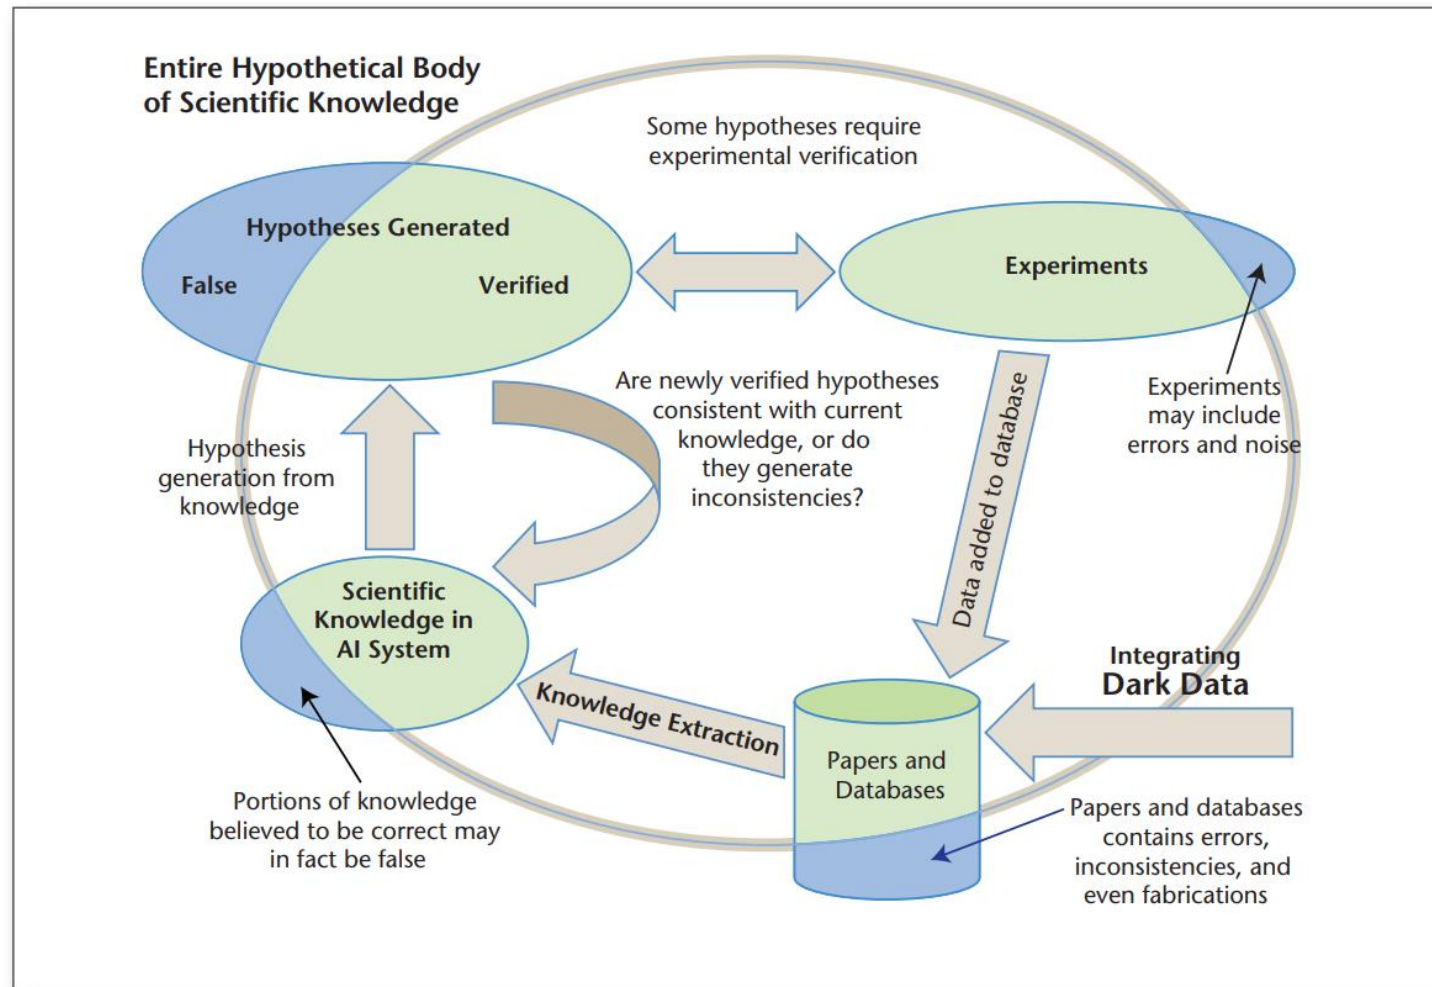 Entire Hypothetical Body
of Scientific Knowledge
Some hypotheses require
experimental verification
Hypotheses Generated
False
Verified
Experiments
Experiments
may include
errors and noise
Are newly verified hypotheses
consistent with current
knowledge, or do
they generate
inconsistencies?
Hypothesis
generation from
knowledge
Data added to database
Scientific
Knowledge in
AI System
Knowledge Extraction
Integrating
Dark Data
Papers and
Databases
Portions of knowledge
believed to be correct may
in fact be false
Papers and databases
contains errors,
inconsistencies, and
even fabrications